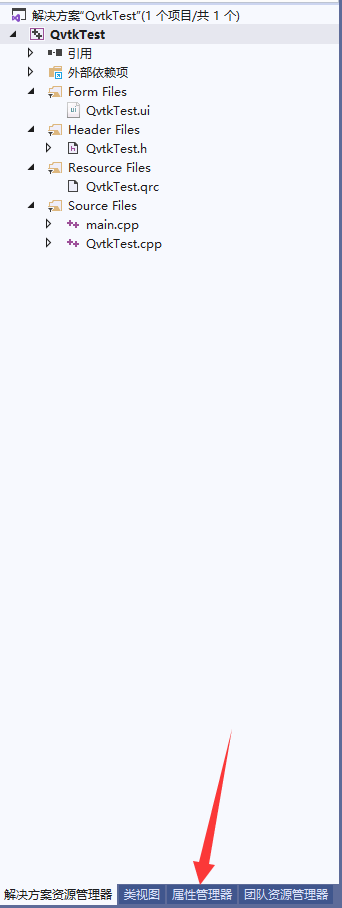 解决方案"QvtkTest"(1 个项目/共 1 个)
QvtkTest
引用
外部依赖项
Form Files
QvtkTest.ui
Header Files
QvtkTest.h
Resource Files
QvtkTest.qrc
Source Files
main.cpp
QvtkTest.cpp
解决方案资源管理器 类视图 属性管理器 团队资源管理器